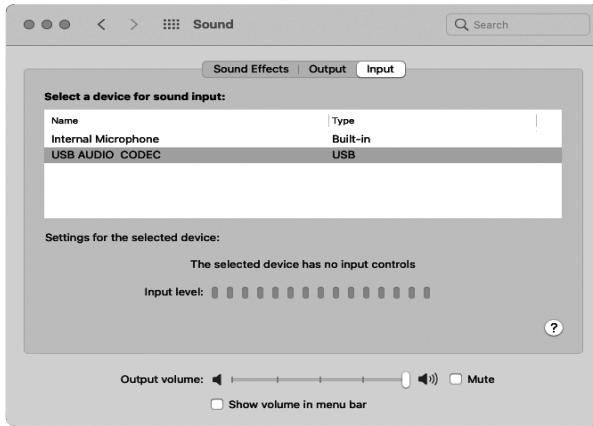 Sound
Search
Sound Effects Output Input
Select a device for sound input:
Name Type
Internal Microphone Built-in
USB AUDIO CODEC USB
Settings for the selected device:
The selected device has no input controls
Input level:
?
Output volume: Mute
Show volume in menu bar